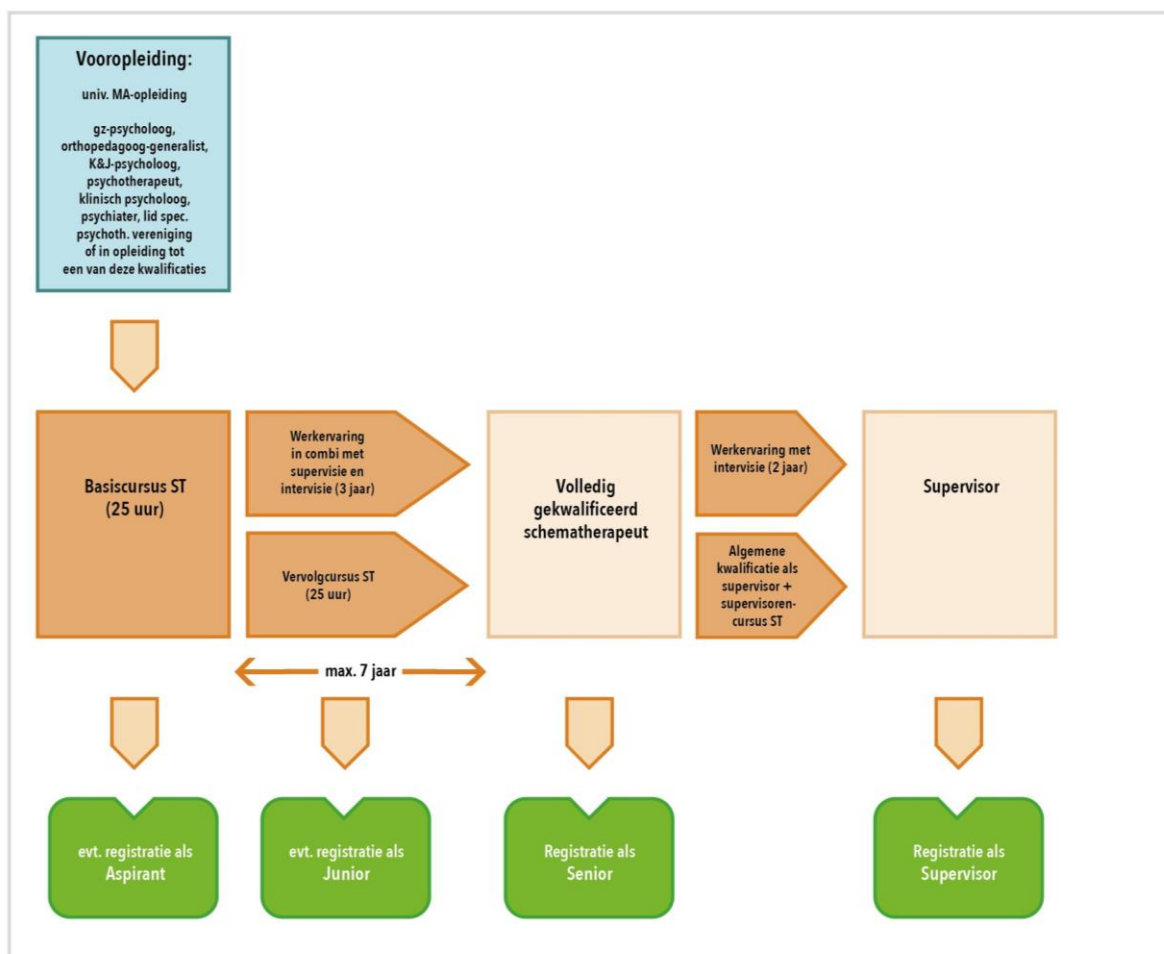 Vooropleiding:
univ. MA-opleiding
gz-psycholoog,
orthopedagoog-generalist,
K&J-psycholoog,
psychotherapeut,
klinisch psycholoog,
psychiater, lid spec.
psychoth. vereniging
of in opleiding tot
een van deze kwalificaties
Basiscursus ST
(25 uur)
Werkervaring
in combi met
supervisie en
intervisie (3 jaar)
Vervolgcursus ST
(25 uur)
Volledig
gekwalificeerd
schematherapeut
Werkervaring met
intervisie (2 jaar)
Algemene
kwalificatie als
supervisor +
supervisoren-
cursus ST
Supervisor
max. 7 jaar
evt. registratie als
Aspirant
evt. registratie als
Junior
Registratie als
Senior
Registratie als
Supervisor